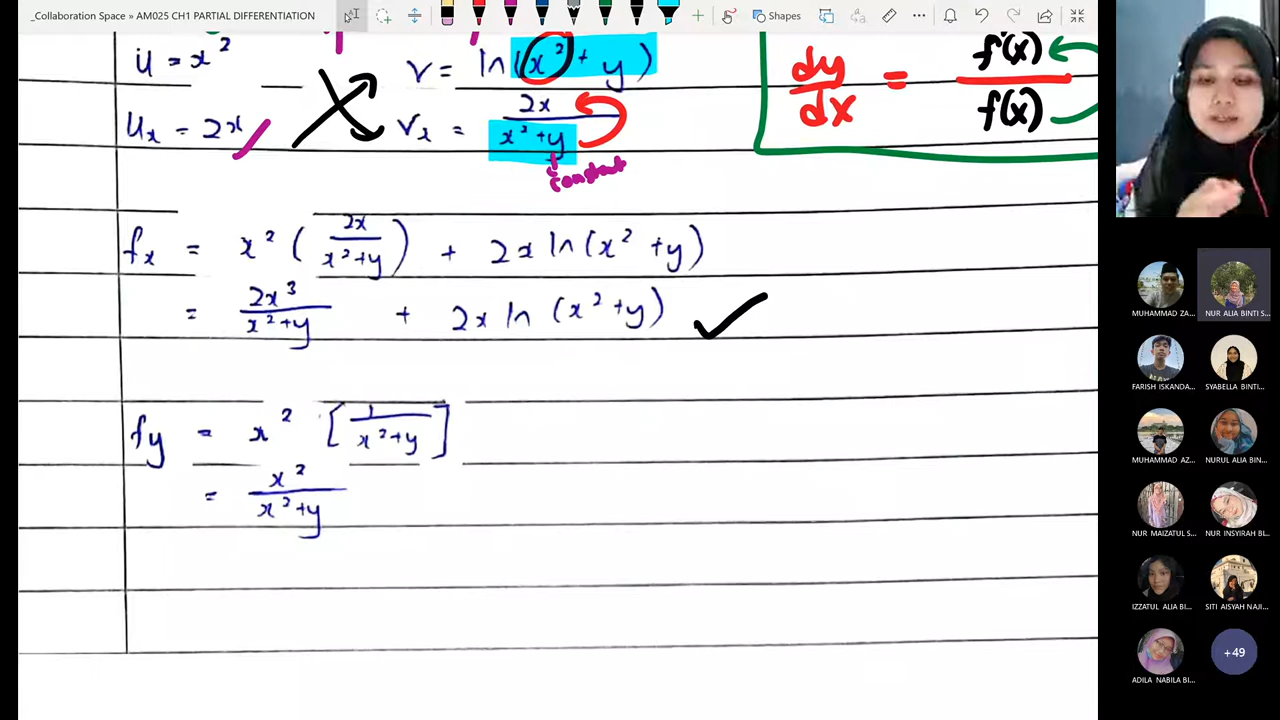 _Collaboration Space » AM025 CH1 PARTIAL DIFFERENTIATION
Shapes
u = x² v = ln(x² + y)
uₓ = 2x vₓ = 2x / (x² + y)
constant
dy/dx = f'(x) / f(x)
fx = x² ( 2x / (x² + y) ) + 2x ln (x² + y)
= 2x³ / (x² + y) + 2x ln (x² + y)
fy = x² [ 1 / (x² + y) ]
= x² / (x² + y)
MUHAMMAD ZA...
NUR ALIA BINTI S...
FARISH ISKANDA...
SYABELLA BINTI...
MUHAMMAD AZ...
NURUL ALIA BIN...
NUR MAIZATUL S...
NUR INSYIRAH BI...
IZZATUL ALIA BI...
SITI AISYAH NAJI...
ADILA NABILA BI...
+49